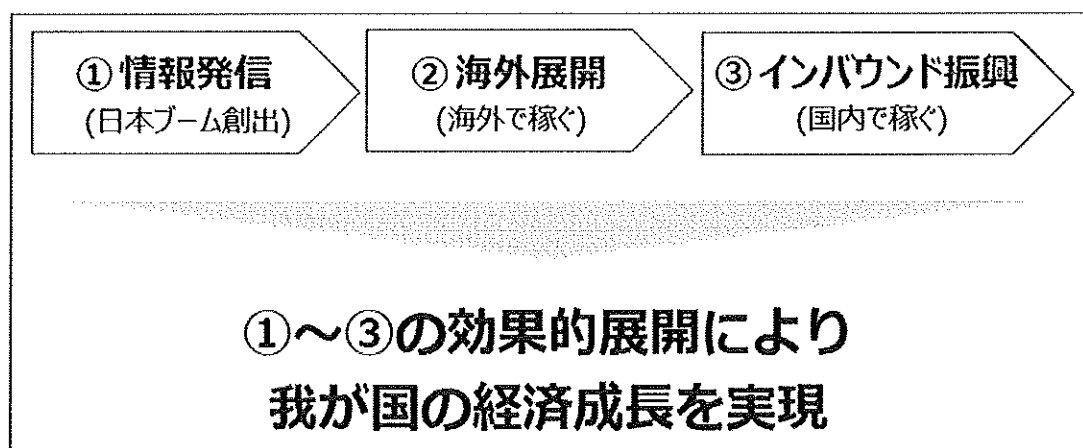 ①情報発信
(日本ブーム創出)
②海外展開
(海外で稼ぐ)
③インバウンド振興
(国内で稼ぐ)
①～③の効果的展開により
我が国の経済成長を実現